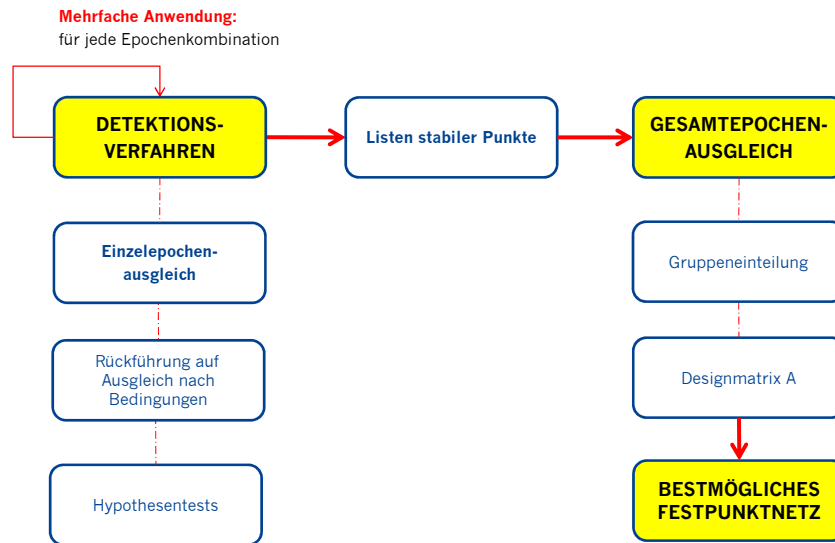 Mehrfache Anwendung:
für jede Epochenkombination
DETEKTIONS-
VERFAHREN
Listen stabiler Punkte
GESAMTEPOCHEN-
AUSGLEICH
Einzelepochen-
ausgleich
Gruppeneinteilung
Rückführung auf
Ausgleich nach
Bedingungen
Designmatrix A
Hypothesentests
BESTMÖGLICHES
FESTPUNKTNETZ